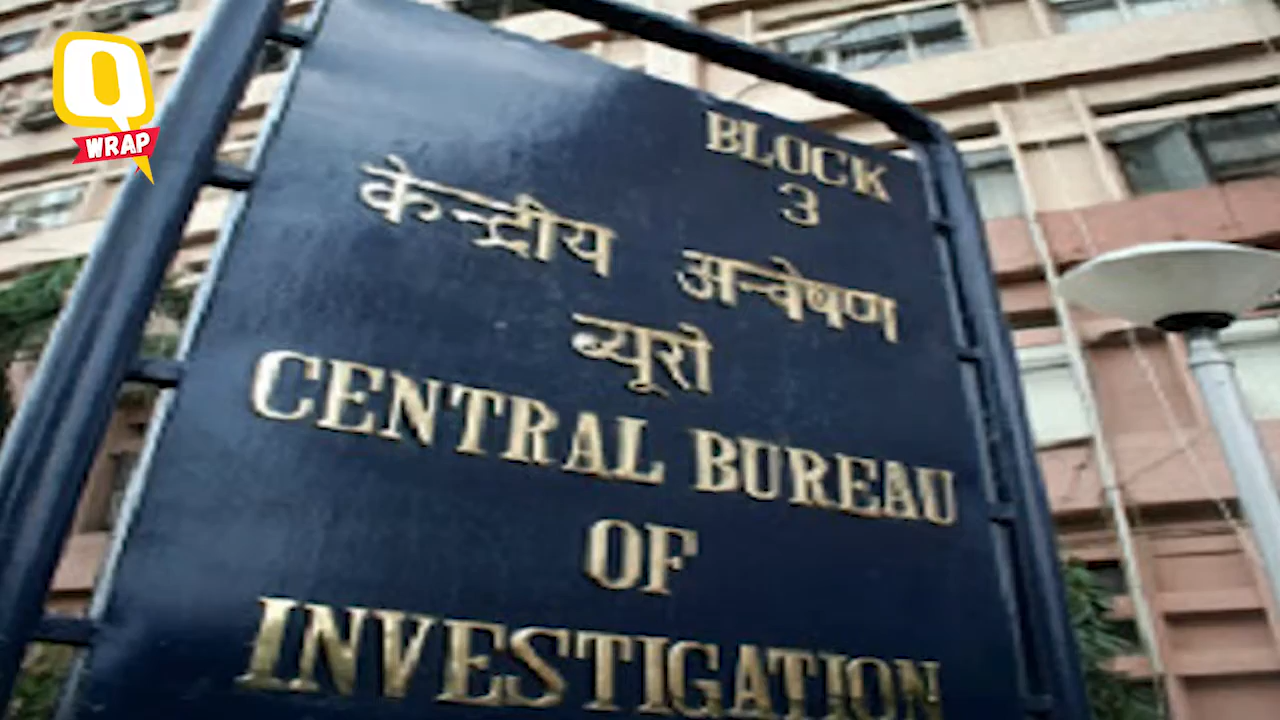 Q
WRAP
BLOCK
3
केन्द्रीय अन्वेषण
ब्यूरो
CENTRAL BUREAU
OF
INVESTIGATION